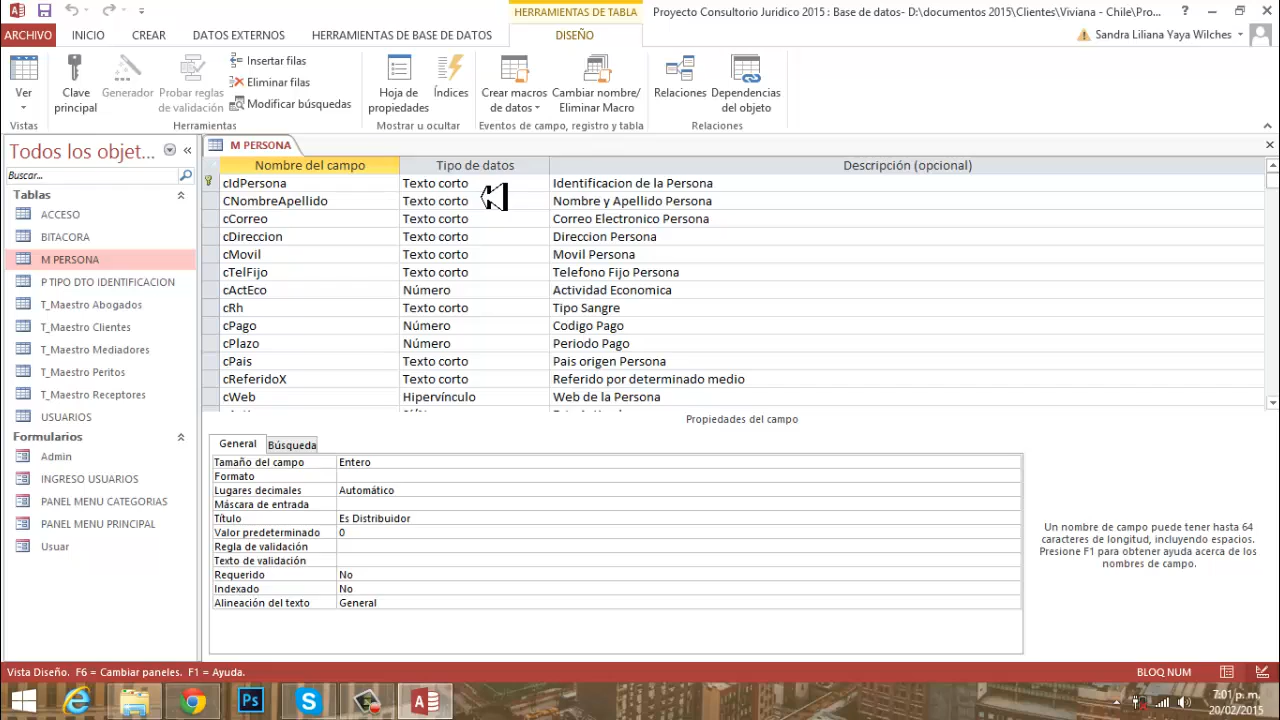 HERRAMIENTAS DE TABLA
Proyecto Consultorio Juridico 2015 : Base de datos- D:\documentos 2015\Clientes\Viviana - Chile\Pro...
ARCHIVO INICIO CREAR DATOS EXTERNOS HERRAMIENTAS DE BASE DE DATOS DISEÑO
Sandra Liliana Yaya Wilches
Ver
Clave principal
Generador
Probar reglas de validación
Insertar filas
Eliminar filas
Modificar búsquedas
Hoja de propiedades
Índices
Crear macros de datos
Cambiar nombre/ Eliminar Macro
Relaciones
Dependencias del objeto
Vistas Herramientas Mostrar u ocultar Eventos de campo, registro y tabla Relaciones
Todos los objet...
Buscar...
Tablas
ACCESO
BITACORA
M PERSONA
P TIPO DTO IDENTIFICACION
T_Maestro Abogados
T_Maestro Clientes
T_Maestro Mediadores
T_Maestro Peritos
T_Maestro Receptores
USUARIOS
Formularios
Admin
INGRESO USUARIOS
PANEL MENU CATEGORIAS
PANEL MENU PRINCIPAL
Usuar
M PERSONA
Nombre del campo Tipo de datos Descripción (opcional)
cIdPersona Texto corto Identificacion de la Persona
CNombreApellido Texto corto Nombre y Apellido Persona
cCorreo Texto corto Correo Electronico Persona
cDireccion Texto corto Direccion Persona
cMovil Texto corto Movil Persona
cTelFijo Texto corto Telefono Fijo Persona
cActEco Número Actividad Economica
cRh Texto corto Tipo Sangre
cPago Número Codigo Pago
cPlazo Número Periodo Pago
cPais Texto corto Pais origen Persona
cReferidoX Texto corto Referido por determinado medio
cWeb Hipervínculo Web de la Persona
Propiedades del campo
General Búsqueda
Tamaño del campo Entero
Formato
Lugares decimales Automático
Máscara de entrada
Título Es Distribuidor
Valor predeterminado 0
Regla de validación
Texto de validación
Requerido No
Indexado No
Alineación del texto General
Un nombre de campo puede tener hasta 64
caracteres de longitud, incluyendo espacios.
Presione F1 para obtener ayuda acerca de los
nombres de campo.
Vista Diseño. F6 = Cambiar paneles. F1 = Ayuda.
BLOQ NUM
Ps
7:01 p. m.
20/02/2015